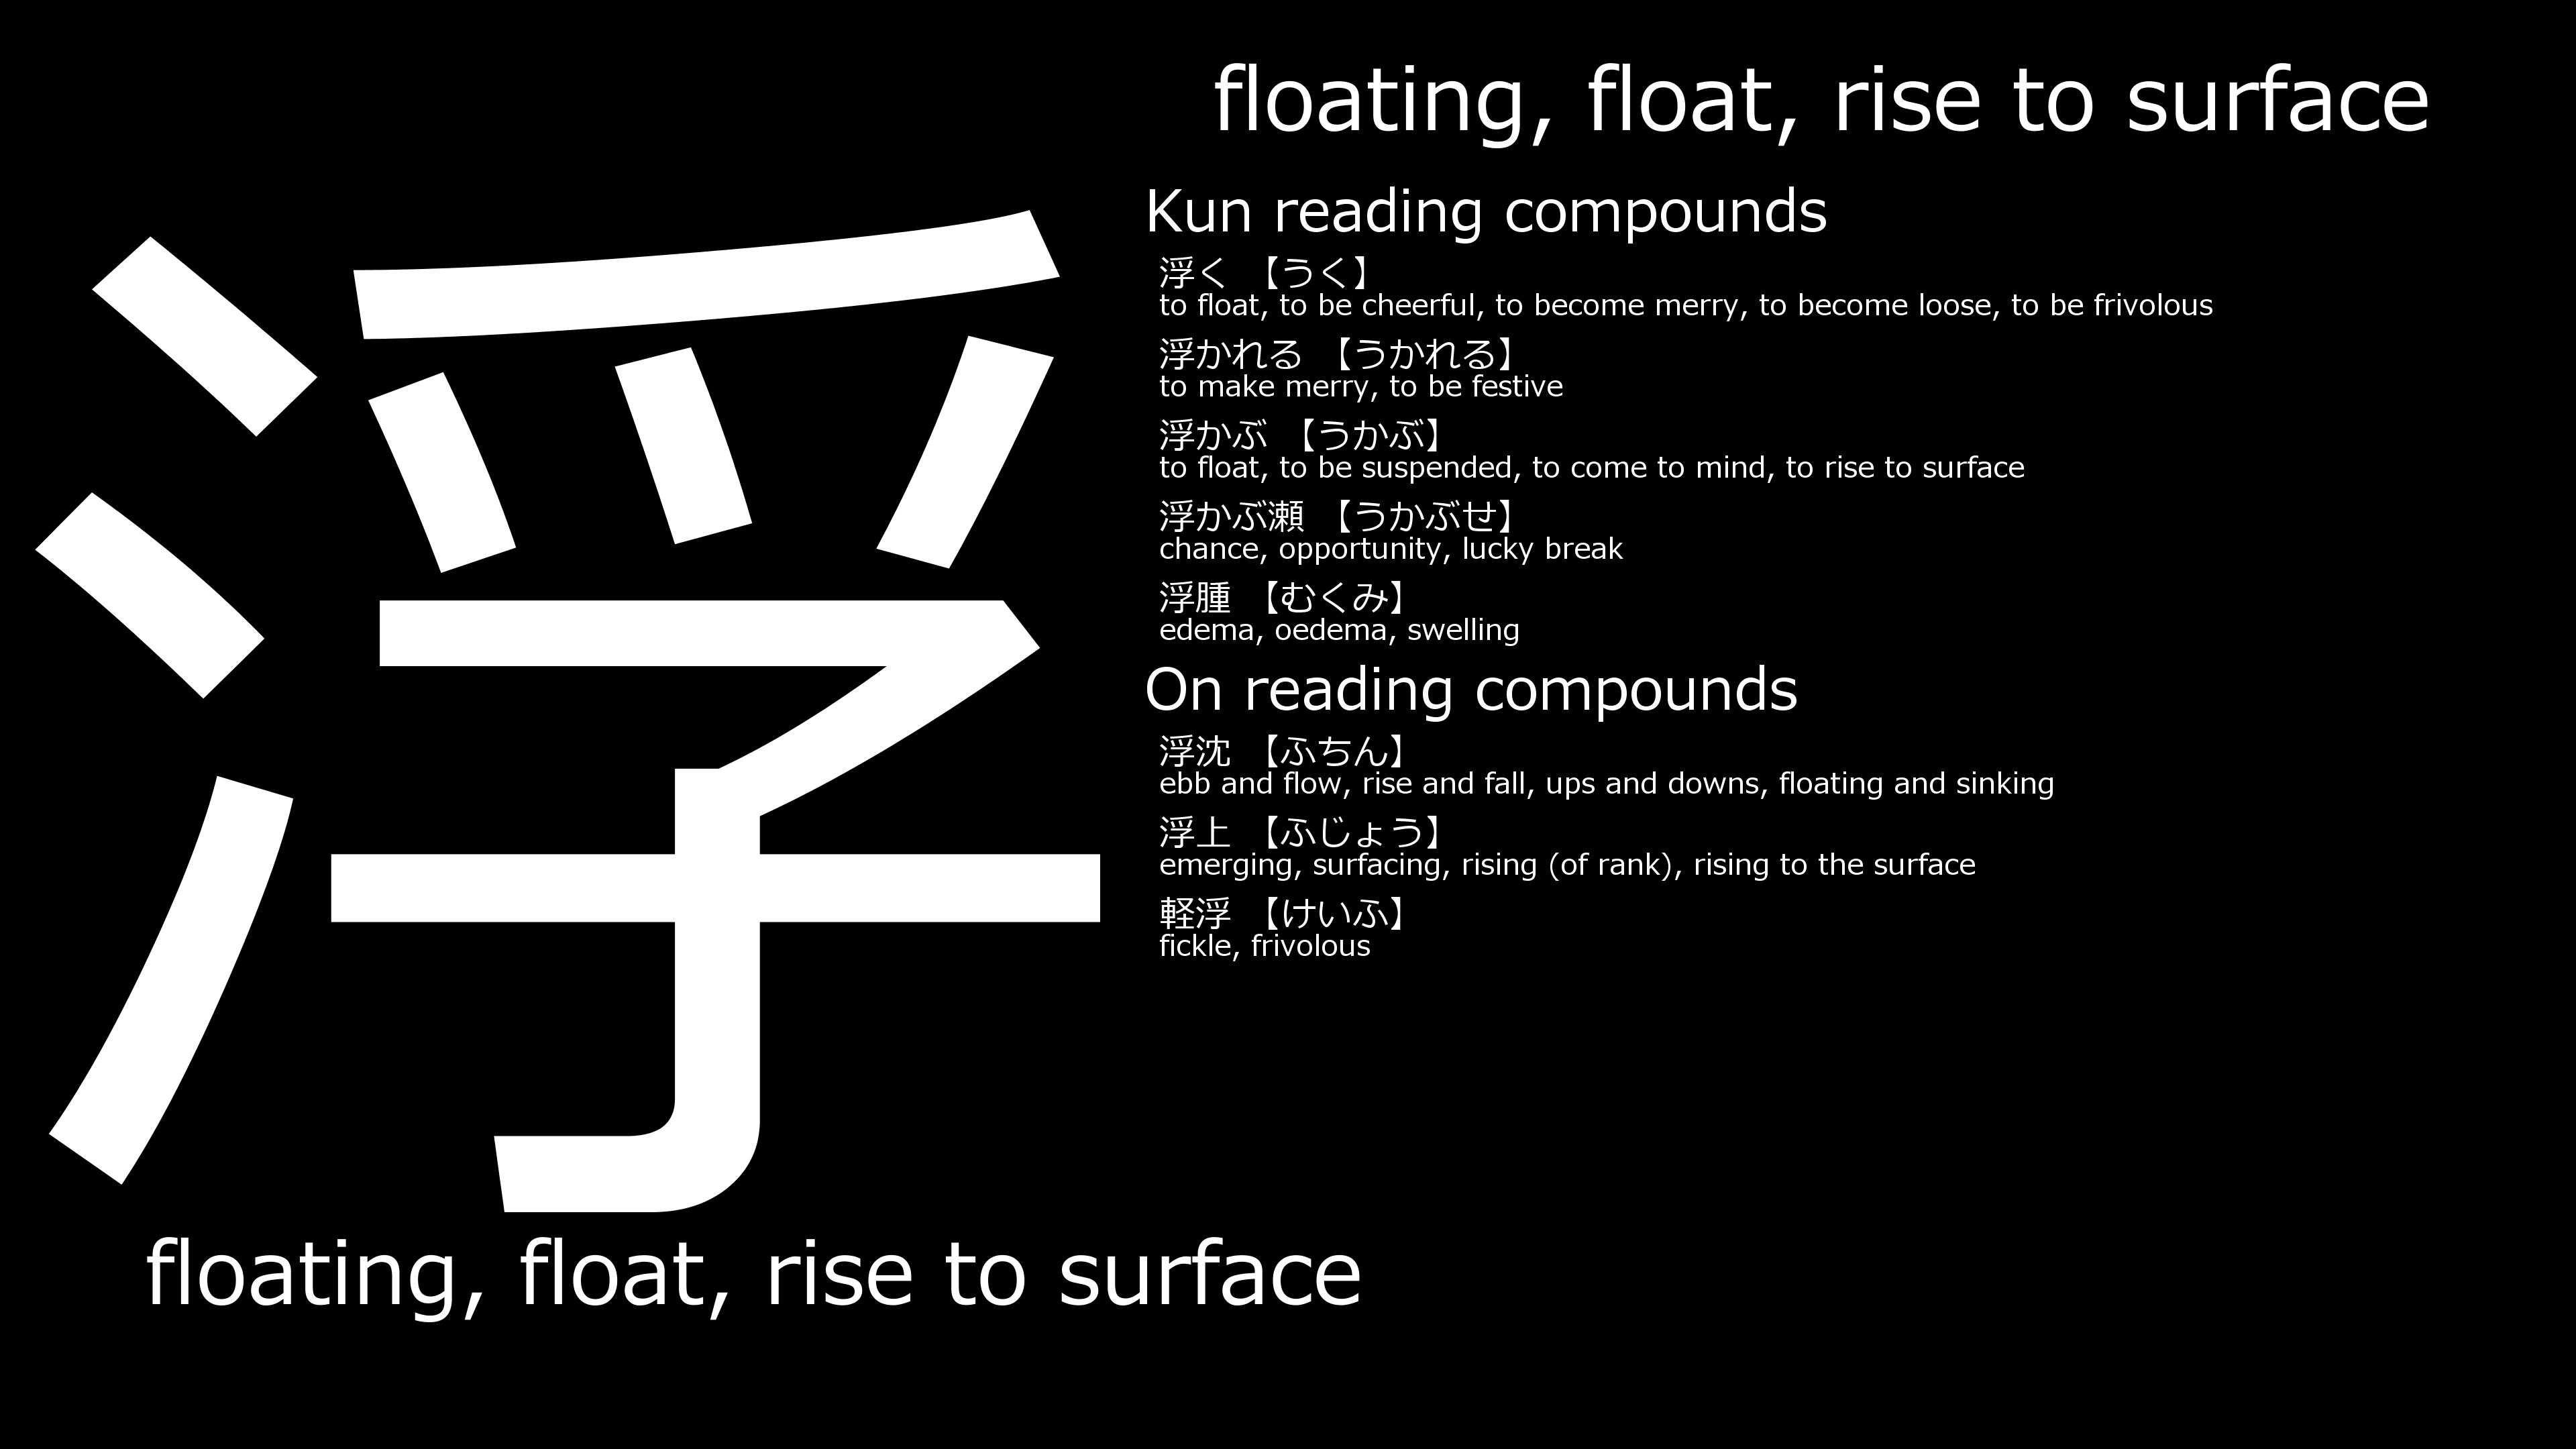 浮
floating, float, rise to surface
floating, float, rise to surface
Kun reading compounds
浮く 【うく】
to float, to be cheerful, to become merry, to become loose, to be frivolous
浮かれる 【うかれる】
to make merry, to be festive
浮かぶ 【うかぶ】
to float, to be suspended, to come to mind, to rise to surface
浮かぶ瀬 【うかぶせ】
chance, opportunity, lucky break
浮腫 【むくみ】
edema, oedema, swelling
On reading compounds
浮沈 【ふちん】
ebb and flow, rise and fall, ups and downs, floating and sinking
浮上 【ふじょう】
emerging, surfacing, rising (of rank), rising to the surface
軽浮 【けいふ】
fickle, frivolous